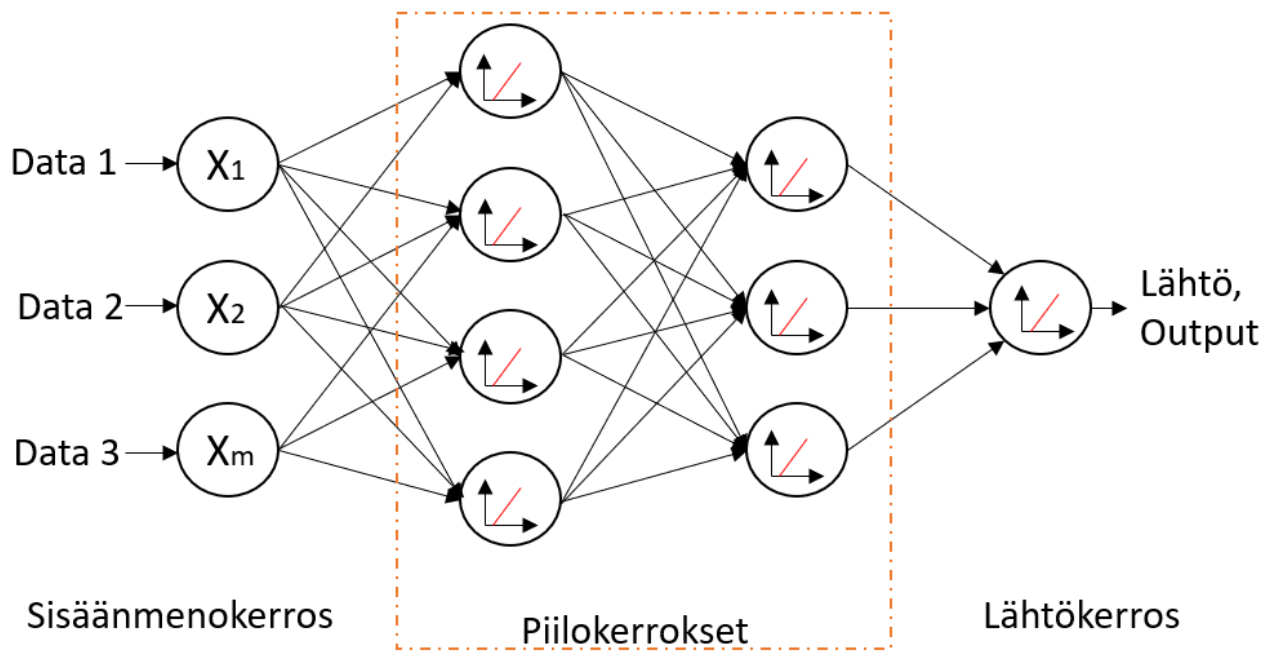 Data 1
X1
Data 2
X2
Data 3
Xm
Lähtö,
Output
Sisäänmenokerros
Piilokerrokset
Lähtökerros